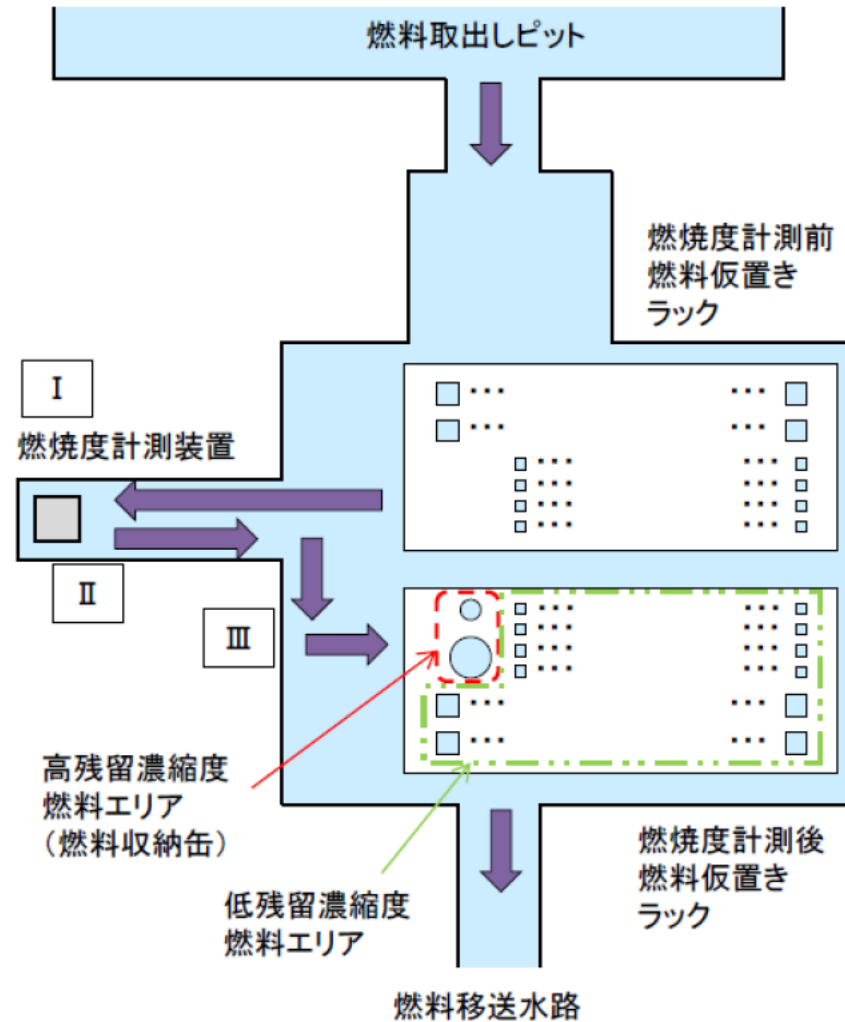 燃料取出しピット
燃焼度計測前
燃料仮置き
ラック
Ⅰ
燃焼度計測装置
Ⅱ
Ⅲ
高残留濃縮度
燃料エリア
（燃料収納缶）
低残留濃縮度
燃料エリア
燃焼度計測後
燃料仮置き
ラック
燃料移送水路